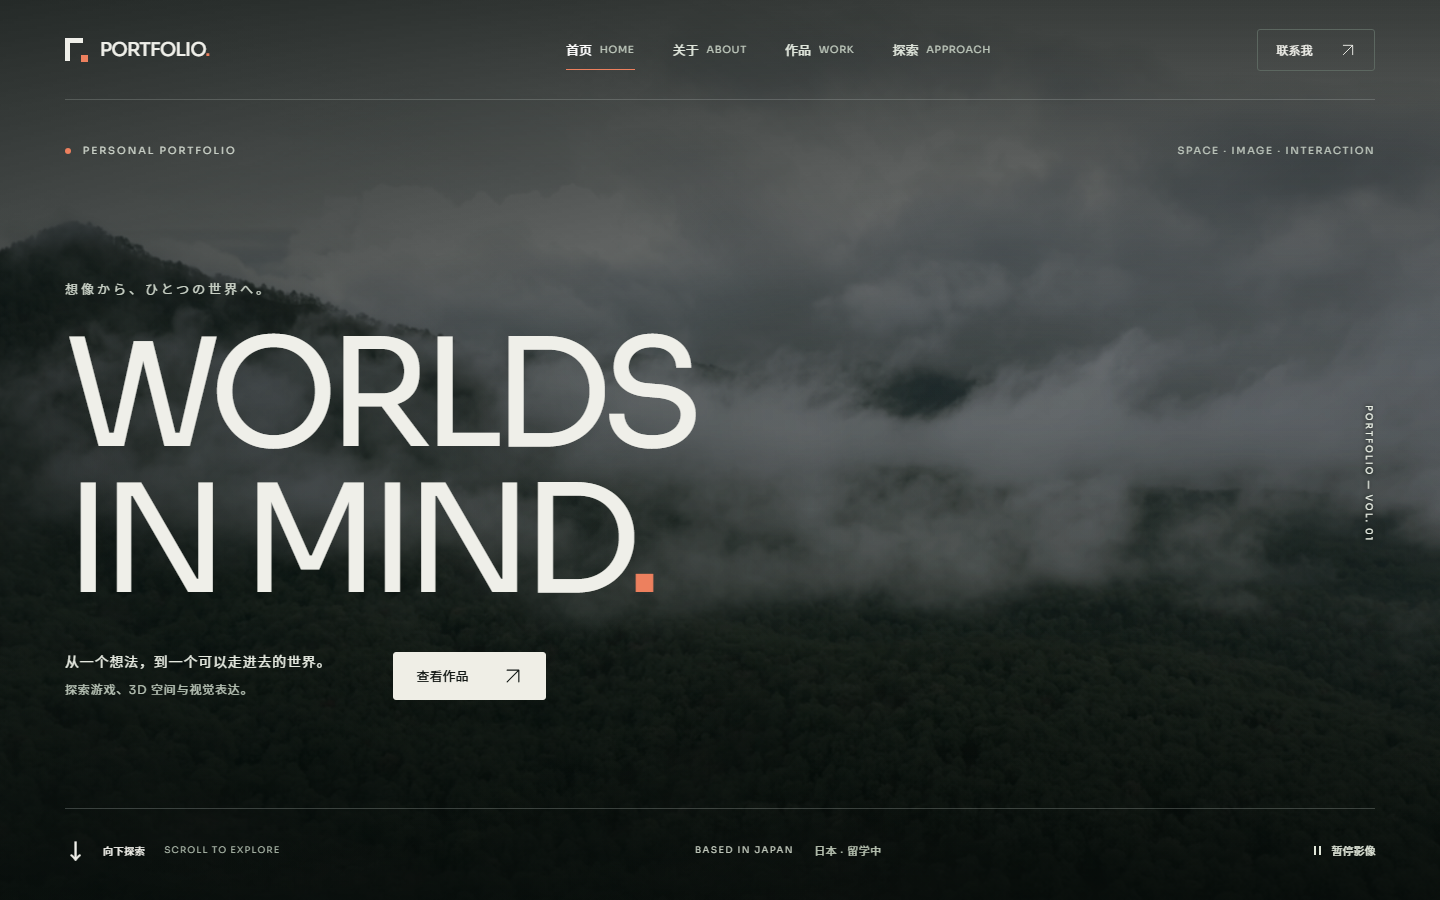 PORTFOLIO.
首页 HOME
关于 ABOUT
作品 WORK
探索 APPROACH
联系我
PERSONAL PORTFOLIO
SPACE · IMAGE · INTERACTION
想像から、ひとつの世界へ。
WORLDS
IN MIND.
PORTFOLIO — VOL. 01
从一个想法，到一个可以走进去的世界。
探索游戏、3D 空间与视觉表达。
查看作品
向下探索 SCROLL TO EXPLORE
BASED IN JAPAN 日本 · 留学中
暂停影像